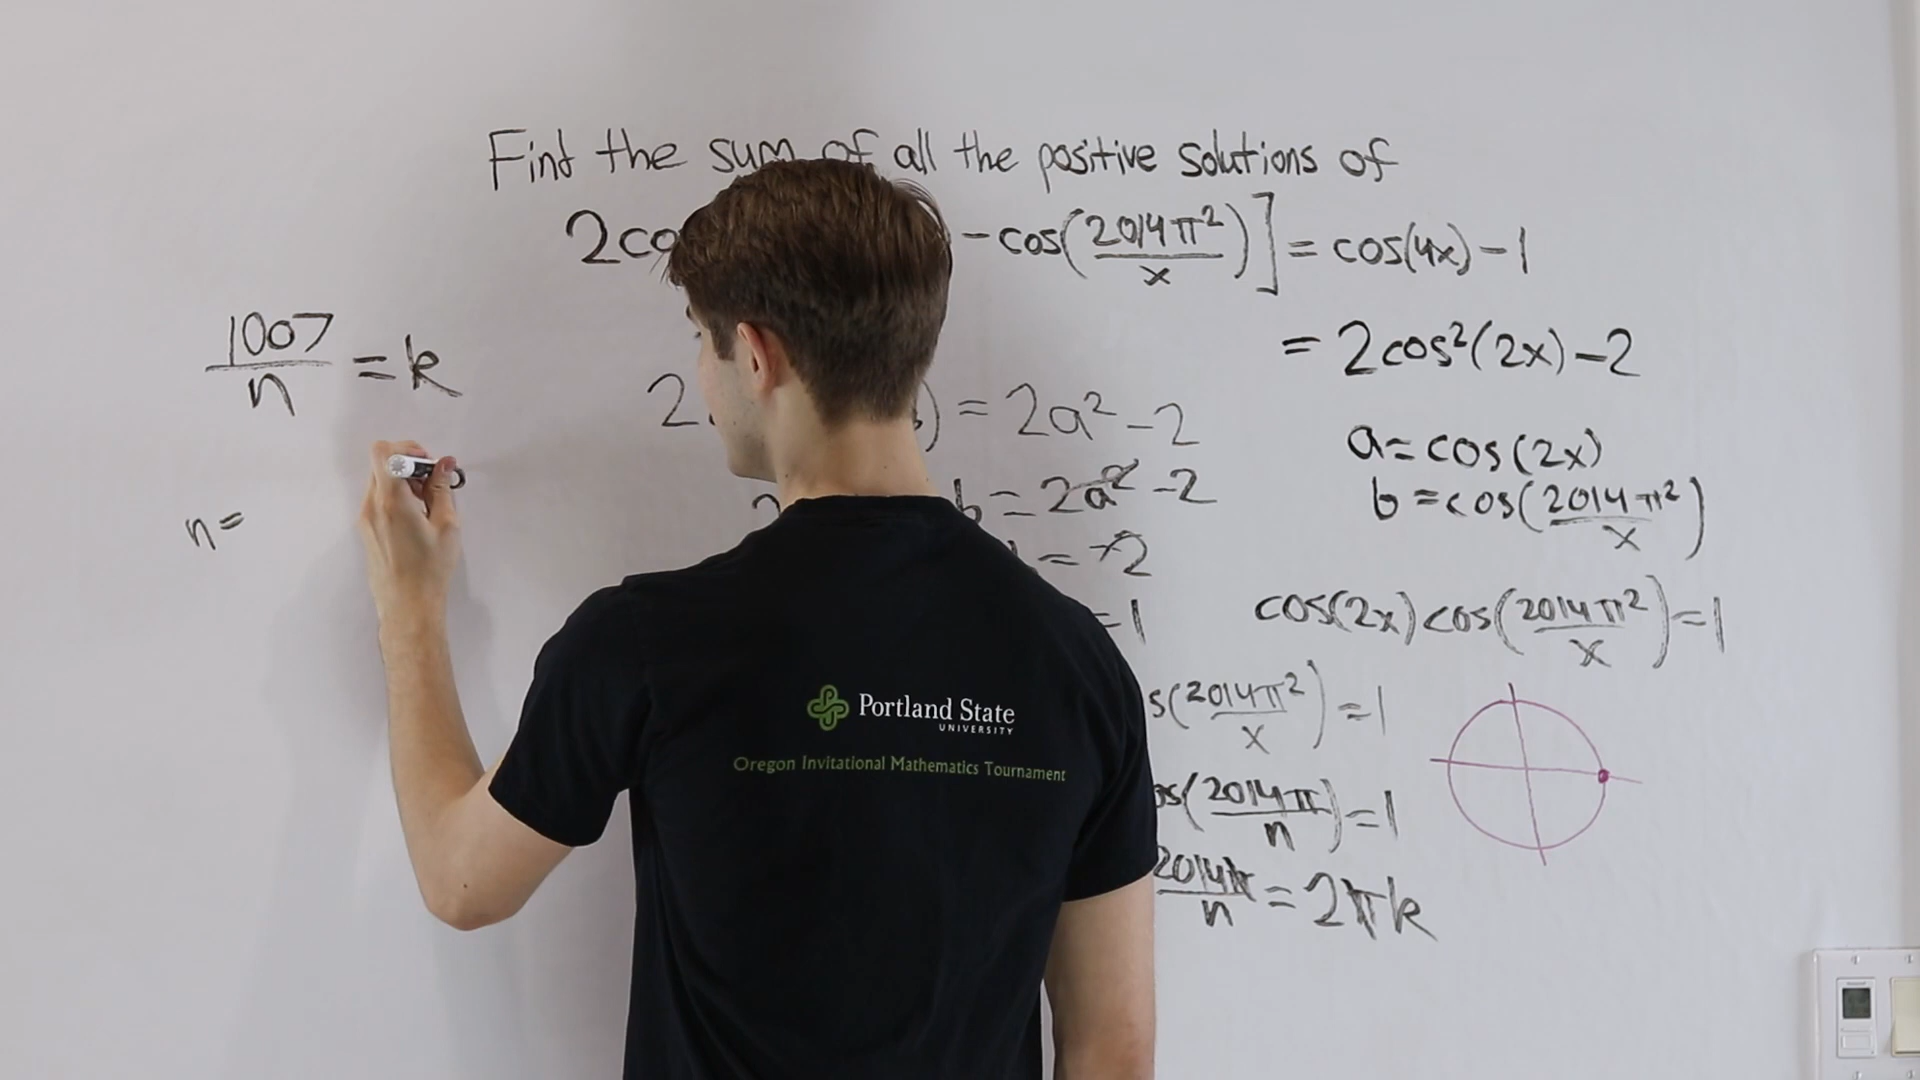 Find the sum of all the positive solutions of
2co - cos(2014π²/x)] = cos(4x) - 1
= 2cos²(2x) - 2
1007/n = k
2 ) = 2a² - 2
a = cos(2x)
b = 2a² - 2
b = cos(2014π²/x)
n =
= -2
cos(2x) cos(2014π²/x) = 1
= 1
s(2014π²/x) = 1
os(2014π/n) = 1
2014π/n = 2πk
Portland State
UNIVERSITY
Oregon Invitational Mathematics Tournament